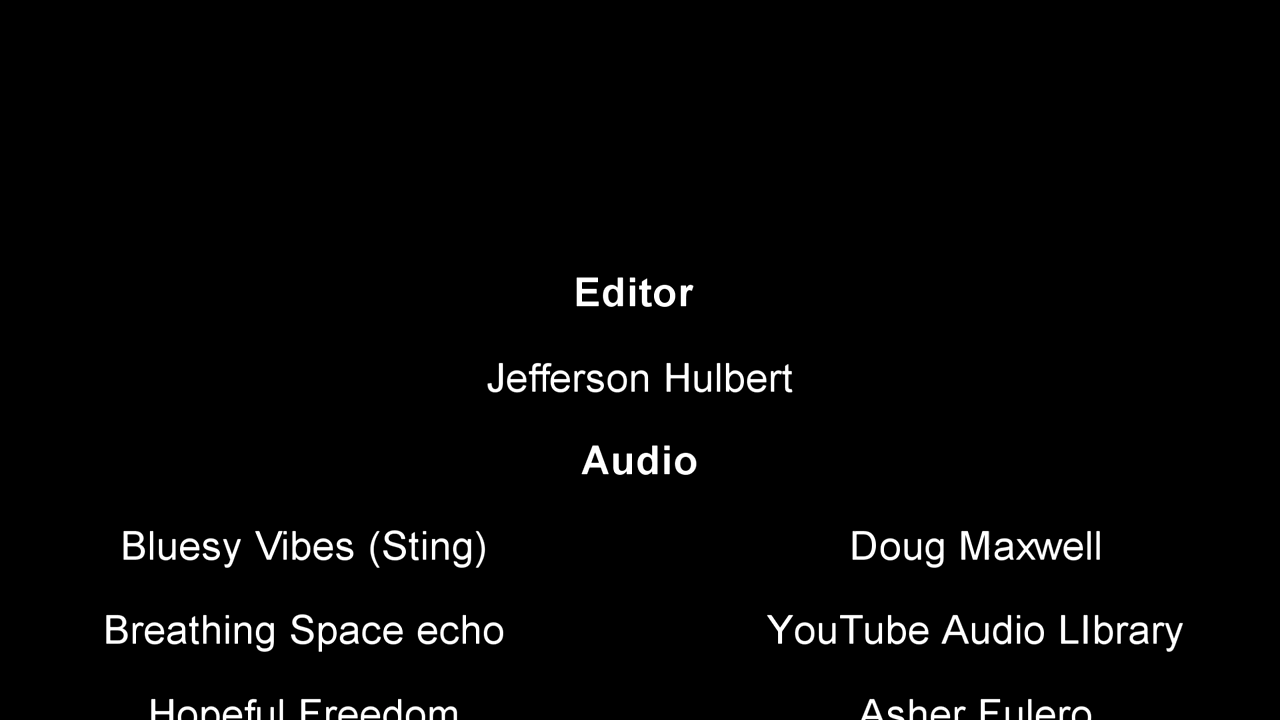 Editor
Jefferson Hulbert
Audio
Bluesy Vibes (Sting) Doug Maxwell
Breathing Space echo YouTube Audio LIbrary
Hopeful Freedom Asher Fulero